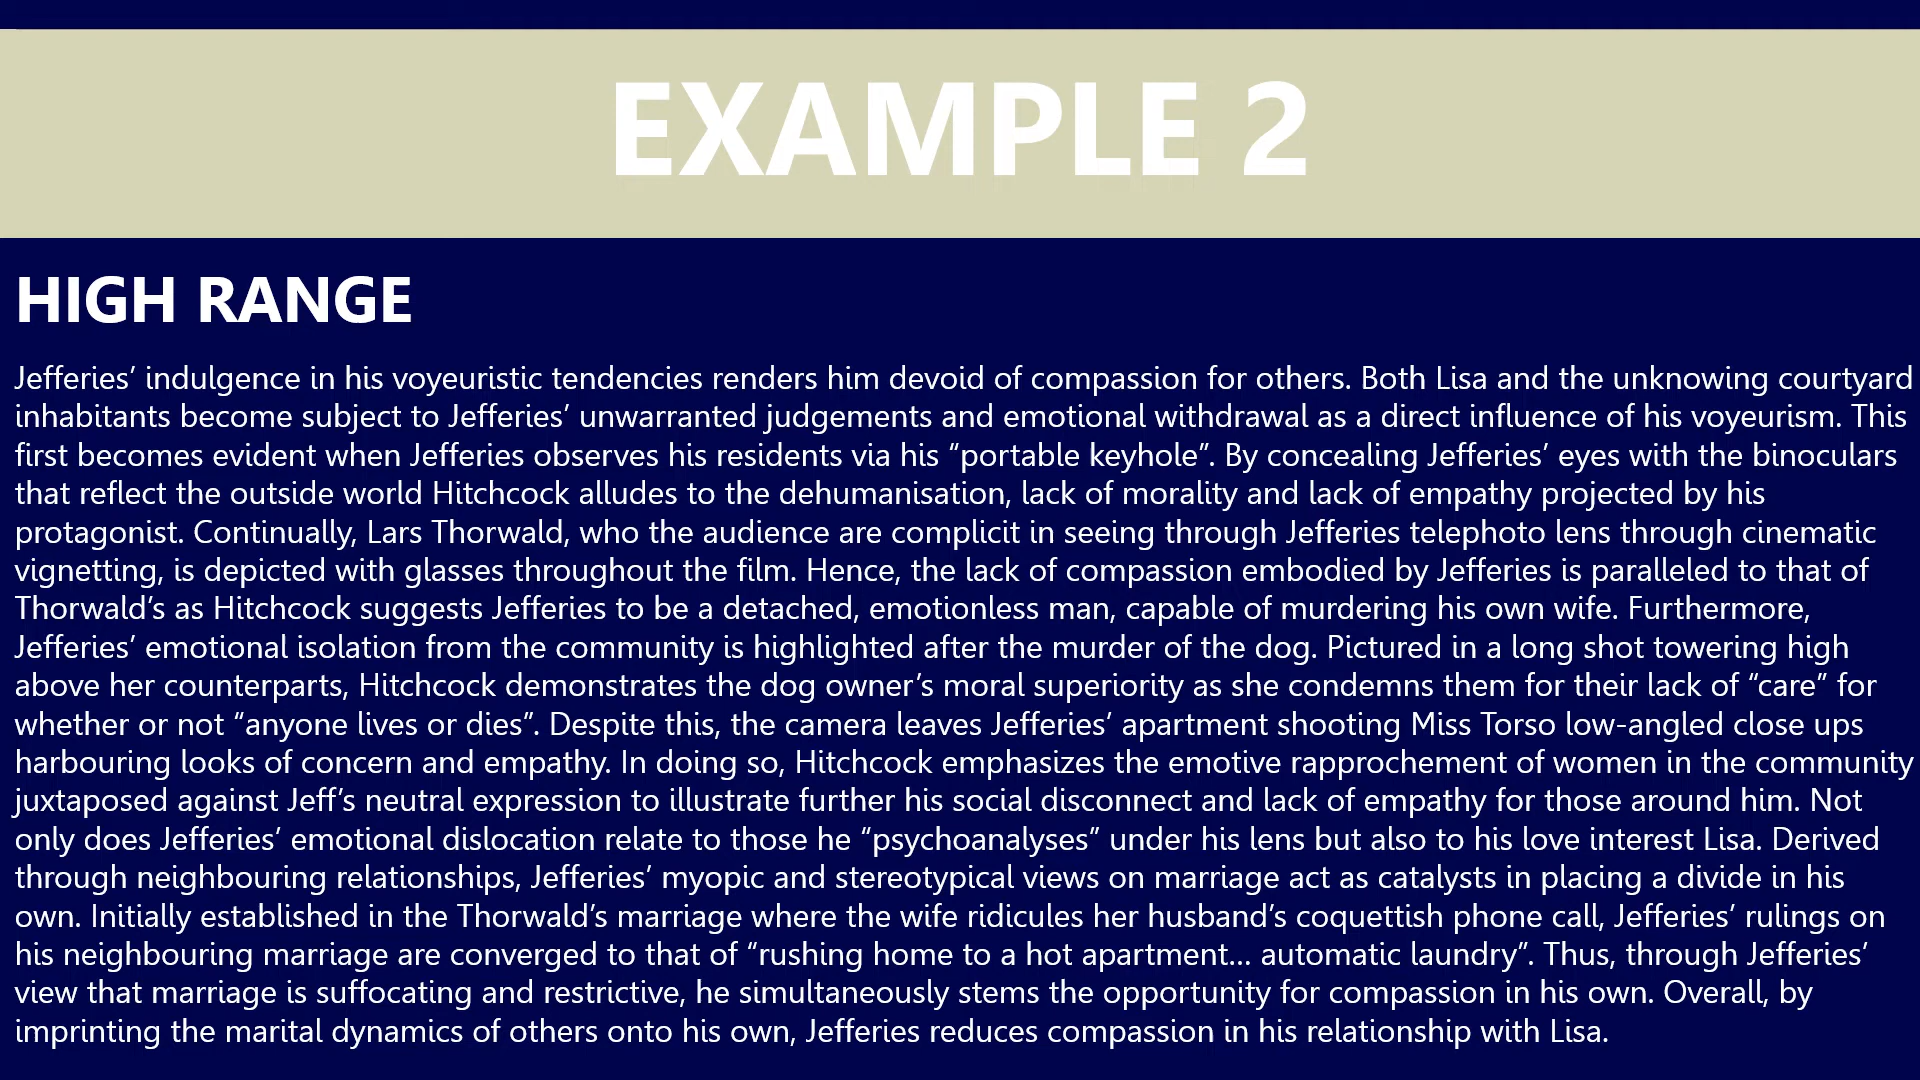 EXAMPLE 2
HIGH RANGE
Jefferies’ indulgence in his voyeuristic tendencies renders him devoid of compassion for others. Both Lisa and the unknowing courtyard
inhabitants become subject to Jefferies’ unwarranted judgements and emotional withdrawal as a direct influence of his voyeurism. This
first becomes evident when Jefferies observes his residents via his “portable keyhole”. By concealing Jefferies’ eyes with the binoculars
that reflect the outside world Hitchcock alludes to the dehumanisation, lack of morality and lack of empathy projected by his
protagonist. Continually, Lars Thorwald, who the audience are complicit in seeing through Jefferies telephoto lens through cinematic
vignetting, is depicted with glasses throughout the film. Hence, the lack of compassion embodied by Jefferies is paralleled to that of
Thorwald’s as Hitchcock suggests Jefferies to be a detached, emotionless man, capable of murdering his own wife. Furthermore,
Jefferies’ emotional isolation from the community is highlighted after the murder of the dog. Pictured in a long shot towering high
above her counterparts, Hitchcock demonstrates the dog owner’s moral superiority as she condemns them for their lack of “care” for
whether or not “anyone lives or dies”. Despite this, the camera leaves Jefferies’ apartment shooting Miss Torso low-angled close ups
harbouring looks of concern and empathy. In doing so, Hitchcock emphasizes the emotive rapprochement of women in the community
juxtaposed against Jeff’s neutral expression to illustrate further his social disconnect and lack of empathy for those around him. Not
only does Jefferies’ emotional dislocation relate to those he “psychoanalyses” under his lens but also to his love interest Lisa. Derived
through neighbouring relationships, Jefferies’ myopic and stereotypical views on marriage act as catalysts in placing a divide in his
own. Initially established in the Thorwald’s marriage where the wife ridicules her husband’s coquettish phone call, Jefferies’ rulings on
his neighbouring marriage are converged to that of “rushing home to a hot apartment... automatic laundry”. Thus, through Jefferies’
view that marriage is suffocating and restrictive, he simultaneously stems the opportunity for compassion in his own. Overall, by
imprinting the marital dynamics of others onto his own, Jefferies reduces compassion in his relationship with Lisa.